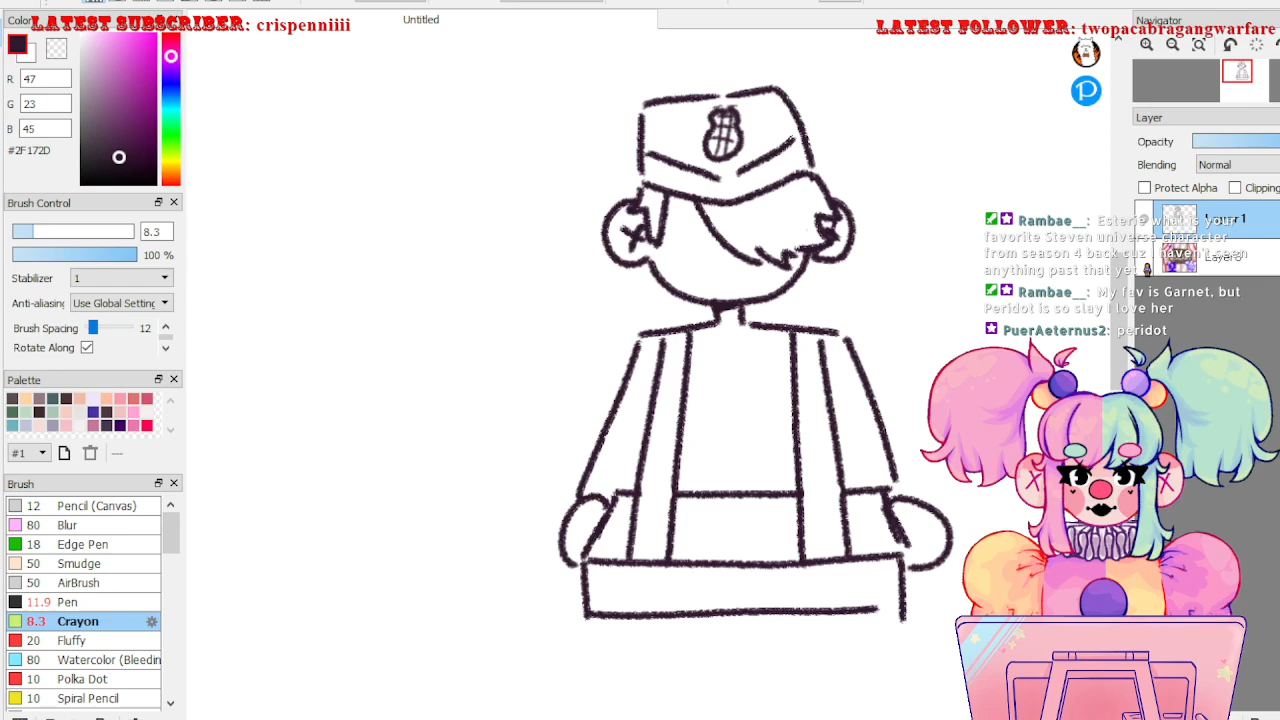 Color
LATEST SUBSCRIBER: crispenniiii
Untitled
LATEST FOLLOWER: twopacabragangwarfare
Navigator
R 47
G 23
B 45
#2F172D
Layer
Opacity
Blending Normal
Protect Alpha Clipping
Layer1
Brush Control
8.3
100 %
Stabilizer 1
Anti-aliasing Use Global Setting
Brush Spacing 12
Rotate Along
Rambae__: Esterie what is your
favorite Steven universe character
from season 4 back cuz I haven't seen
anything past that yet
Rambae__: My fav is Garnet, but
Peridot is so slay I love her
PuerAeternus2: peridot
Palette
#1
Brush
12 Pencil (Canvas)
80 Blur
18 Edge Pen
50 Smudge
50 AirBrush
11.9 Pen
8.3 Crayon
20 Fluffy
80 Watercolor (Bleedin
10 Polka Dot
10 Spiral Pencil